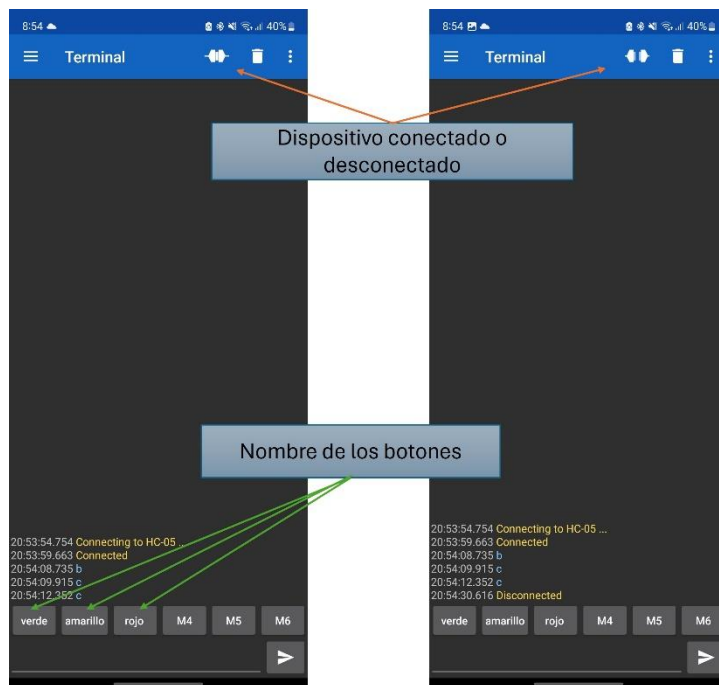 8:54
40%
Terminal
Dispositivo conectado o
desconectado
Nombre de los botones
20:53:54.754 Connecting to HC-05 ...
20:53:59.663 Connected
20:54:08.735 b
20:54:09.915 c
20:54:12.352 c
verde amarillo rojo M4 M5 M6
8:54
40%
Terminal
20:53:54.754 Connecting to HC-05 ...
20:53:59.663 Connected
20:54:08.735 b
20:54:09.915 c
20:54:12.352 c
20:54:30.616 Disconnected
verde amarillo rojo M4 M5 M6